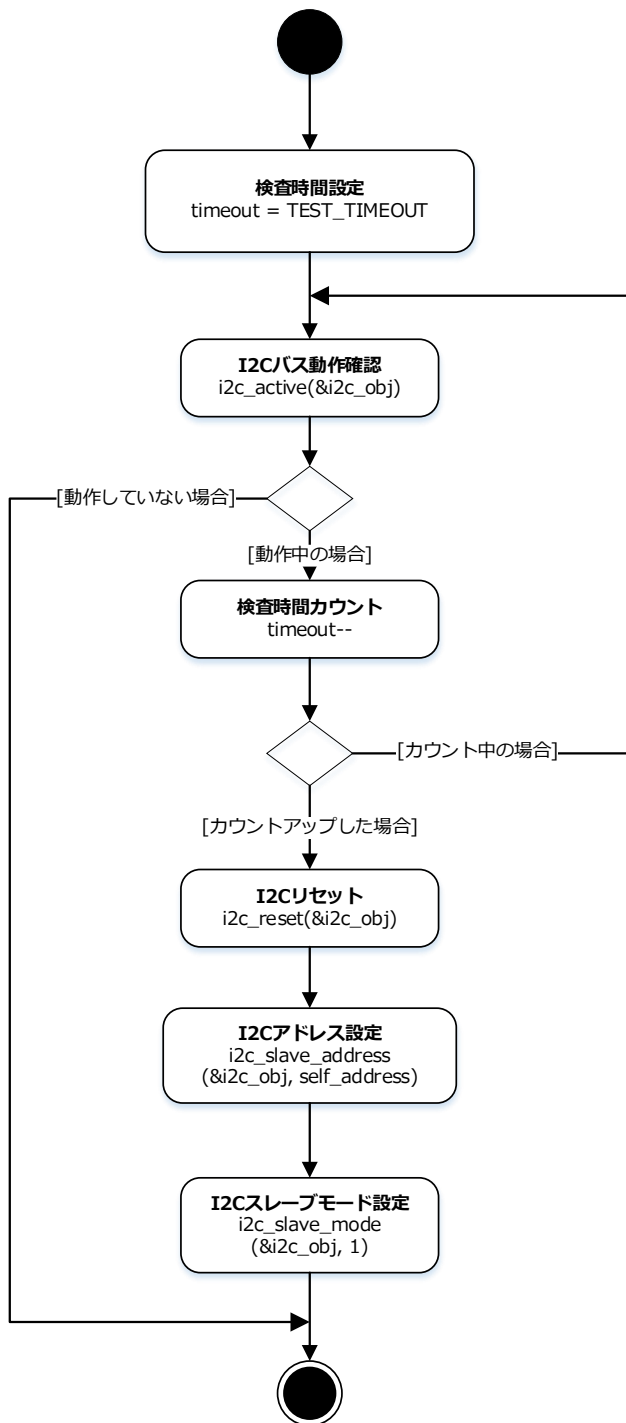 検査時間設定
timeout = TEST_TIMEOUT
I2Cバス動作確認
i2c_active(&i2c_obj)
[動作していない場合]
[動作中の場合]
検査時間カウント
timeout--
[カウント中の場合]
[カウントアップした場合]
I2Cリセット
i2c_reset(&i2c_obj)
I2Cアドレス設定
i2c_slave_address
(&i2c_obj, self_address)
I2Cスレーブモード設定
i2c_slave_mode
(&i2c_obj, 1)